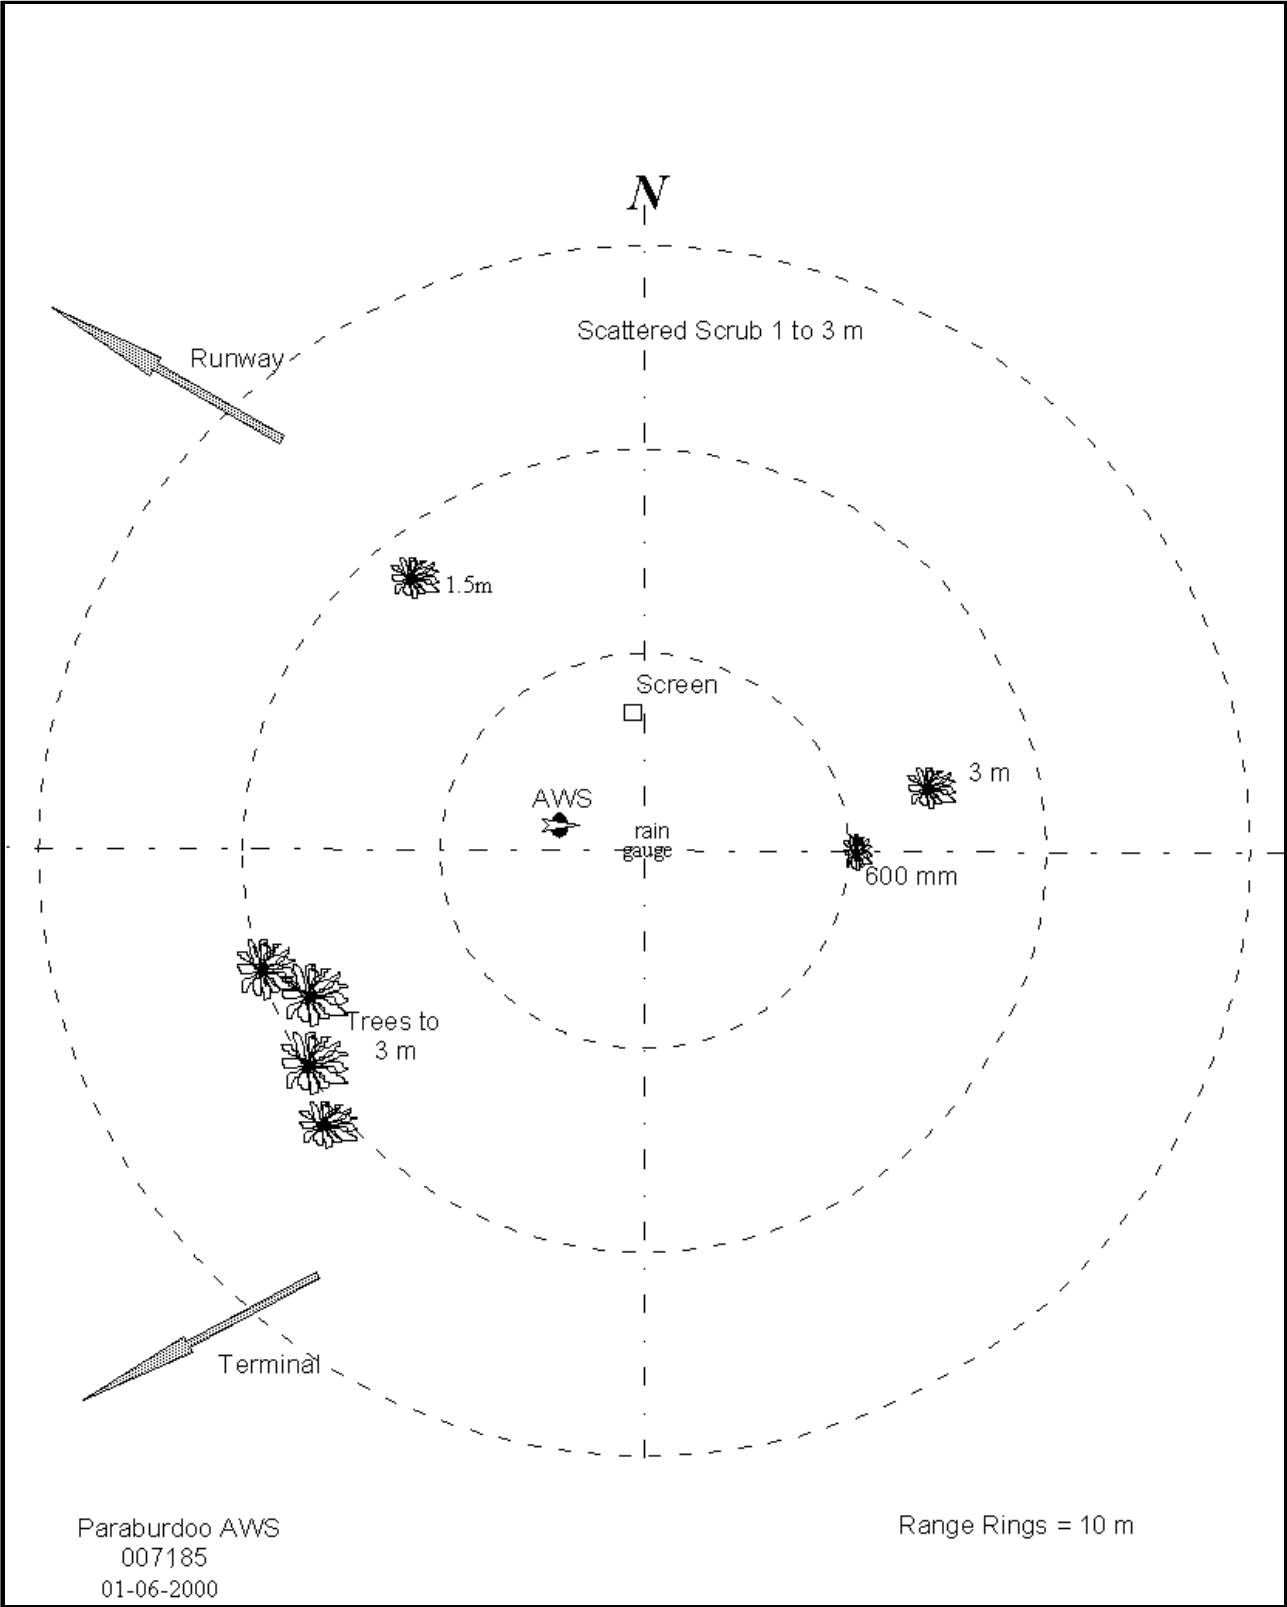 N
Scattered Scrub 1 to 3 m
Runway
1.5m
Screen
3 m
AWS
rain
gauge
600 mm
Trees to
3 m
Terminal
Paraburdoo AWS
007185
01-06-2000
Range Rings = 10 m